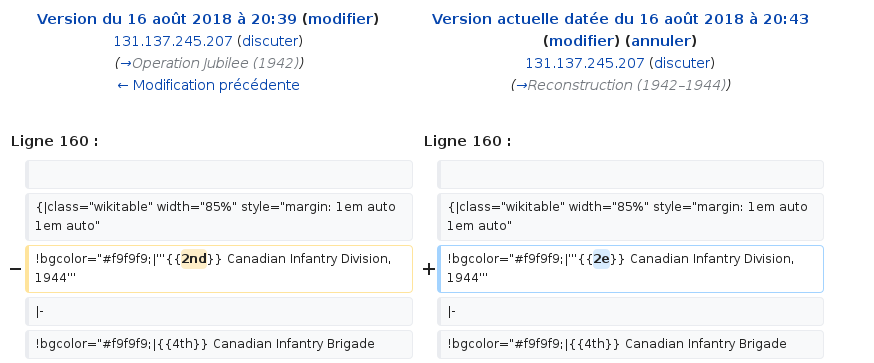 Version du 16 août 2018 à 20:39 (modifier)
131.137.245.207 (discuter)
(→Operation Jubilee (1942))
← Modification précédente
Version actuelle datée du 16 août 2018 à 20:43
(modifier) (annuler)
131.137.245.207 (discuter)
(→Reconstruction (1942–1944))
Ligne 160 :
Ligne 160 :
{|class="wikitable" width="85%" style="margin: 1em auto
1em auto"
{|class="wikitable" width="85%" style="margin: 1em auto
1em auto"
− !bgcolor="#f9f9f9;|'''{{2nd}} Canadian Infantry Division,
1944'''
+ !bgcolor="#f9f9f9;|'''{{2e}} Canadian Infantry Division,
1944'''
|-
|-
!bgcolor="#f9f9f9;|{{4th}} Canadian Infantry Brigade
!bgcolor="#f9f9f9;|{{4th}} Canadian Infantry Brigade